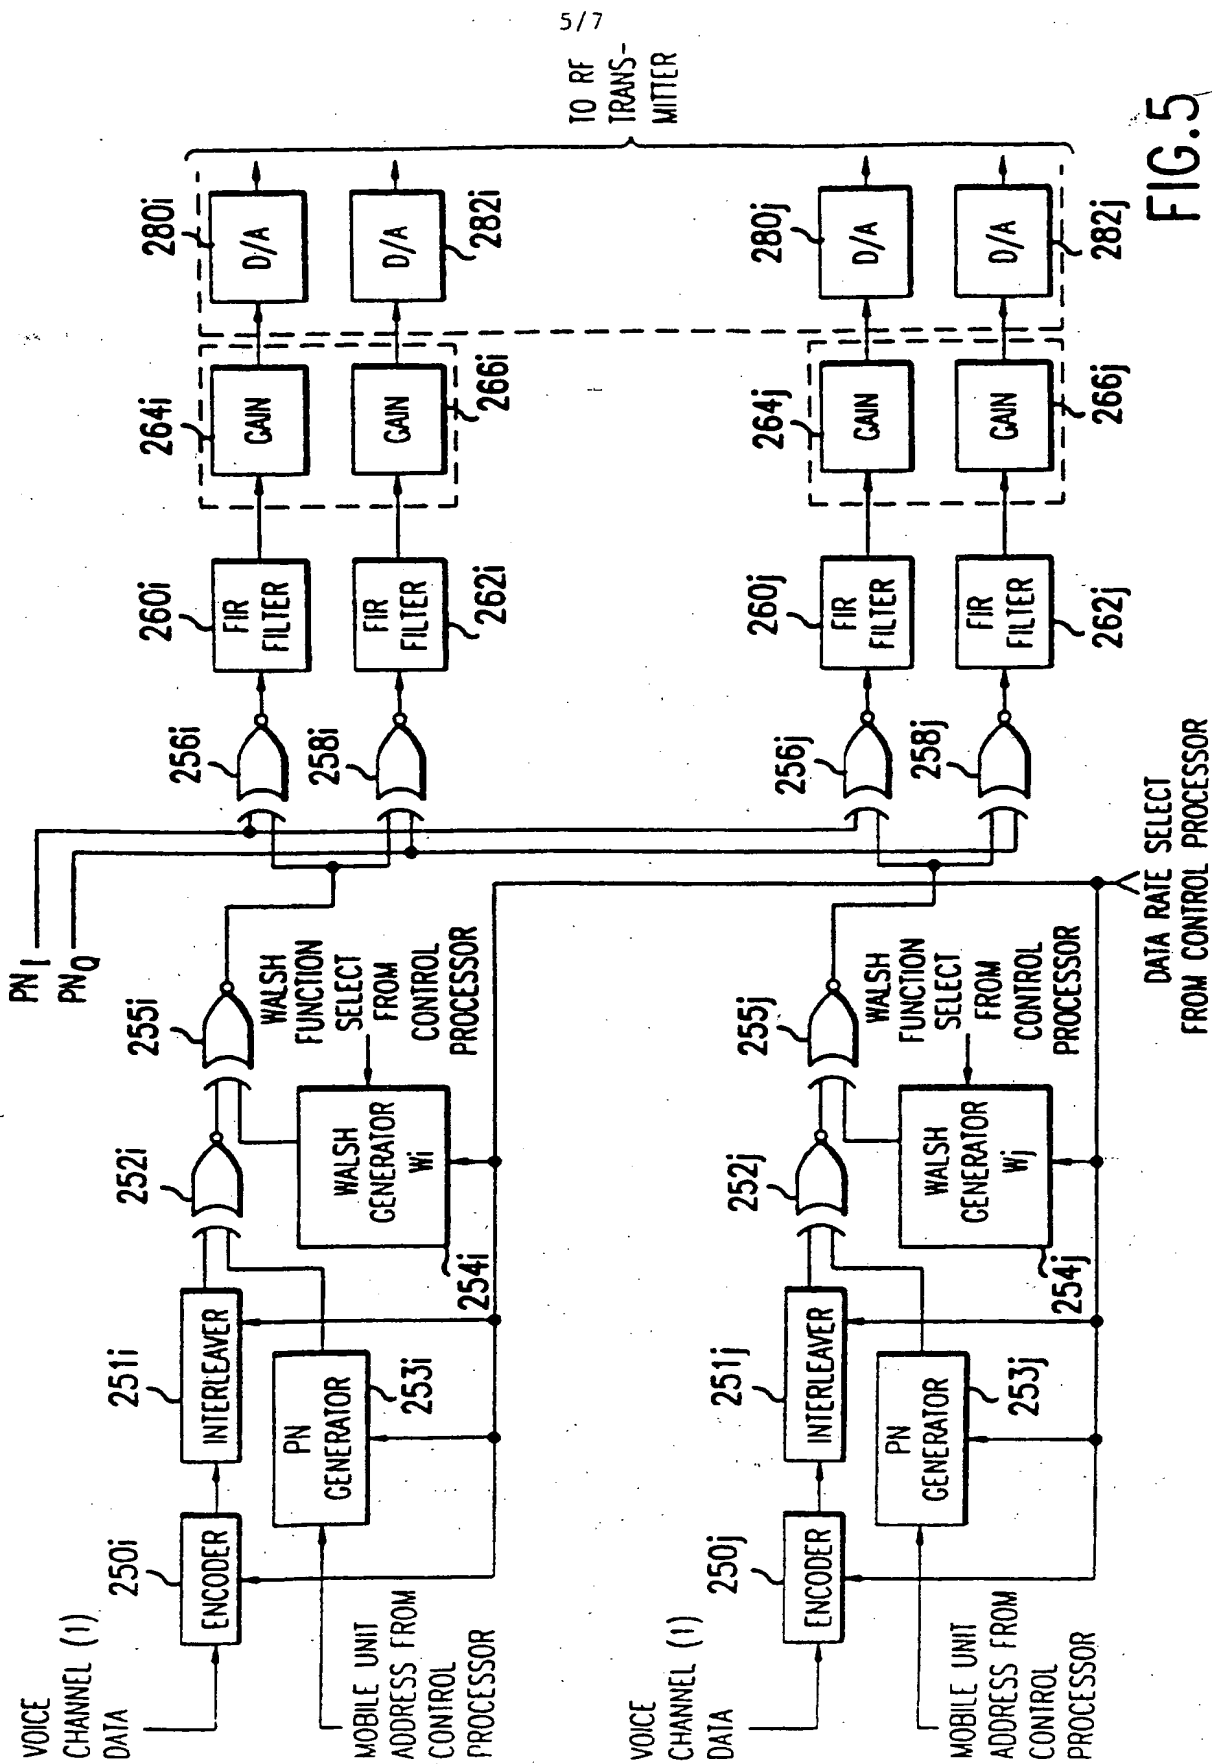 5/7
VOICE
CHANNEL (1)
DATA
250i
ENCODER
251i
INTERLEAVER
MOBILE UNIT
ADDRESS FROM
CONTROL
PROCESSOR
PN
GENERATOR
253i
252i
255i
WALSH
GENERATOR
Wi
254i
WALSH
FUNCTION
SELECT
FROM
CONTROL
PROCESSOR
PNI
PNQ
256i
258i
260i
FIR
FILTER
FIR
FILTER
262i
264i
GAIN
GAIN
266i
280i
D/A
D/A
282i
TO RF
TRANS-
MITTER
VOICE
CHANNEL (1)
DATA
250j
ENCODER
251j
INTERLEAVER
MOBILE UNIT
ADDRESS FROM
CONTROL
PROCESSOR
PN
GENERATOR
253j
252j
255j
WALSH
GENERATOR
Wj
254j
WALSH
FUNCTION
SELECT
FROM
CONTROL
PROCESSOR
256j
258j
260j
FIR
FILTER
FIR
FILTER
262j
264j
GAIN
GAIN
266j
280j
D/A
D/A
282j
DATA RATE SELECT
FROM CONTROL PROCESSOR
FIG.5